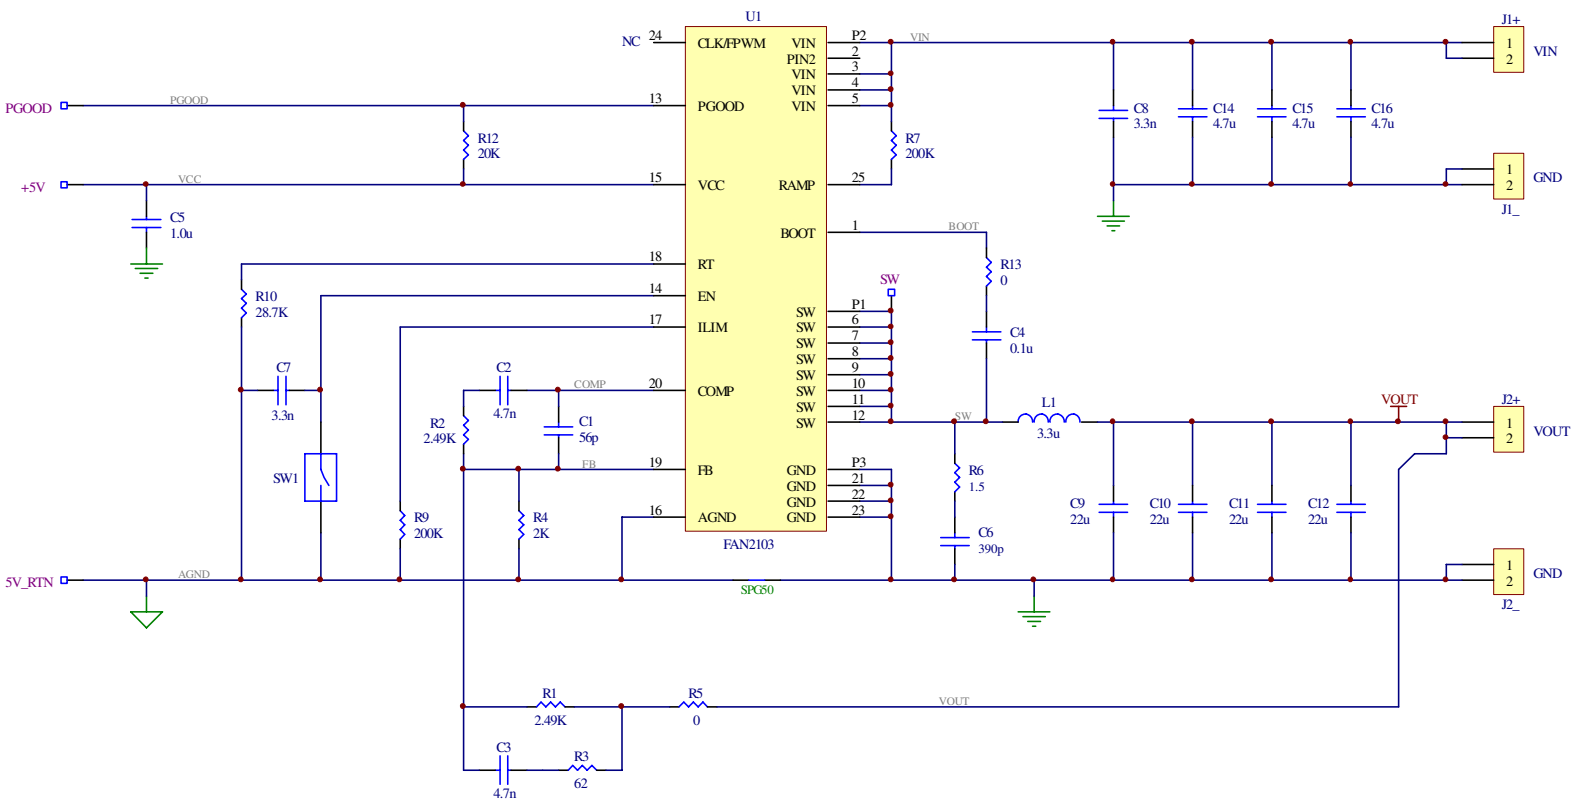 U1
J1+
NC 24 CLK/FPWM VIN P2 VIN 1 VIN
PIN2 2 2
VIN 3
VIN 4
PGOOD PGOOD 13 PGOOD VIN 5
R12 20K
R7 200K
C8 3.3n
C14 4.7u
C15 4.7u
C16 4.7u
+5V VCC 15 VCC RAMP 25
1 GND
2
J1_
C5 1.0u
BOOT 1 BOOT
18 RT
R13 0
R10 28.7K
14 EN
SW
17 ILIM
SW P1
SW 6
SW 7
SW 8
SW 9
SW 10
SW 11
SW 12
C4 0.1u
C7 3.3n
C2 4.7n
COMP 20 COMP
R2 2.49K
C1 56p
SW
L1 3.3u
VOUT
J2+
1 VOUT
2
SW1
FB 19 FB
GND P3
GND 21
GND 22
GND 23
R6 1.5
R9 200K
R4 2K
16 AGND
FAN2103
C6 390p
C9 22u
C10 22u
C11 22u
C12 22u
5V_RTN AGND
SPG50
1 GND
2
J2_
R1 2.49K
R5 0
VOUT
C3 4.7n
R3 62